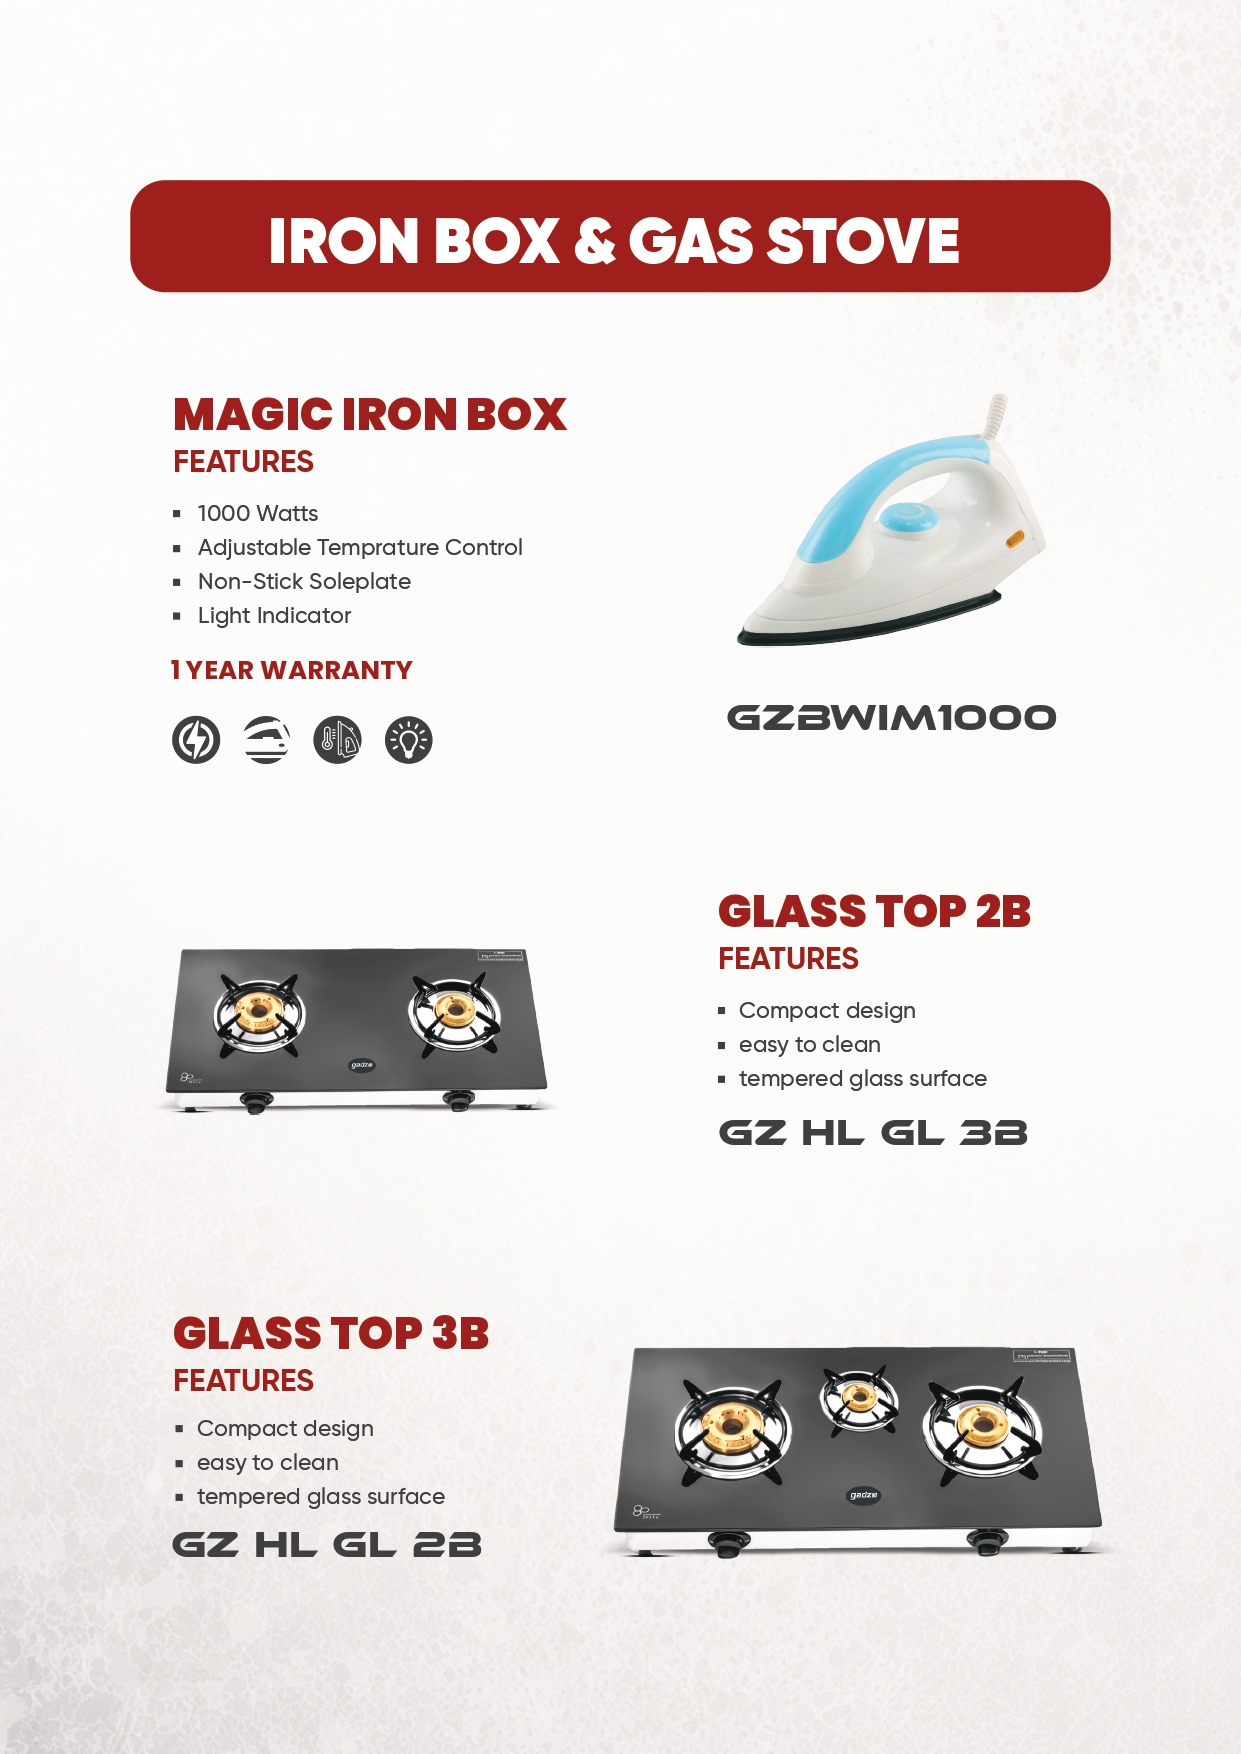 IRON BOX & GAS STOVE
MAGIC IRON BOX
FEATURES
1000 Watts
Adjustable Temprature Control
Non-Stick Soleplate
Light Indicator
1 YEAR WARRANTY
GZBWIM1000
GLASS TOP 2B
FEATURES
Compact design
easy to clean
tempered glass surface
GZ HL GL 3B
gadz
GLASS TOP 3B
FEATURES
Compact design
easy to clean
tempered glass surface
GZ HL GL 2B
gadz